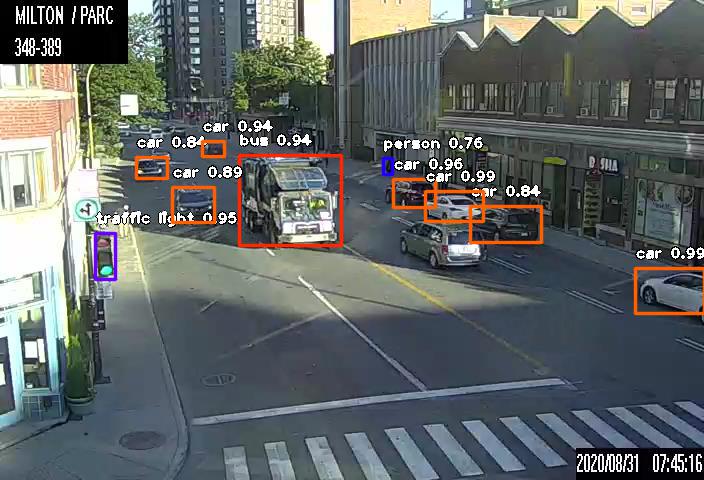 MILTON / PARC
348-389
car 0.94
car 0.84
bus 0.94
person 0.76
car 0.96
car 0.89
car 0.99
car 0.84
traffic light 0.95
car 0.99
2020/08/31 07:45:16